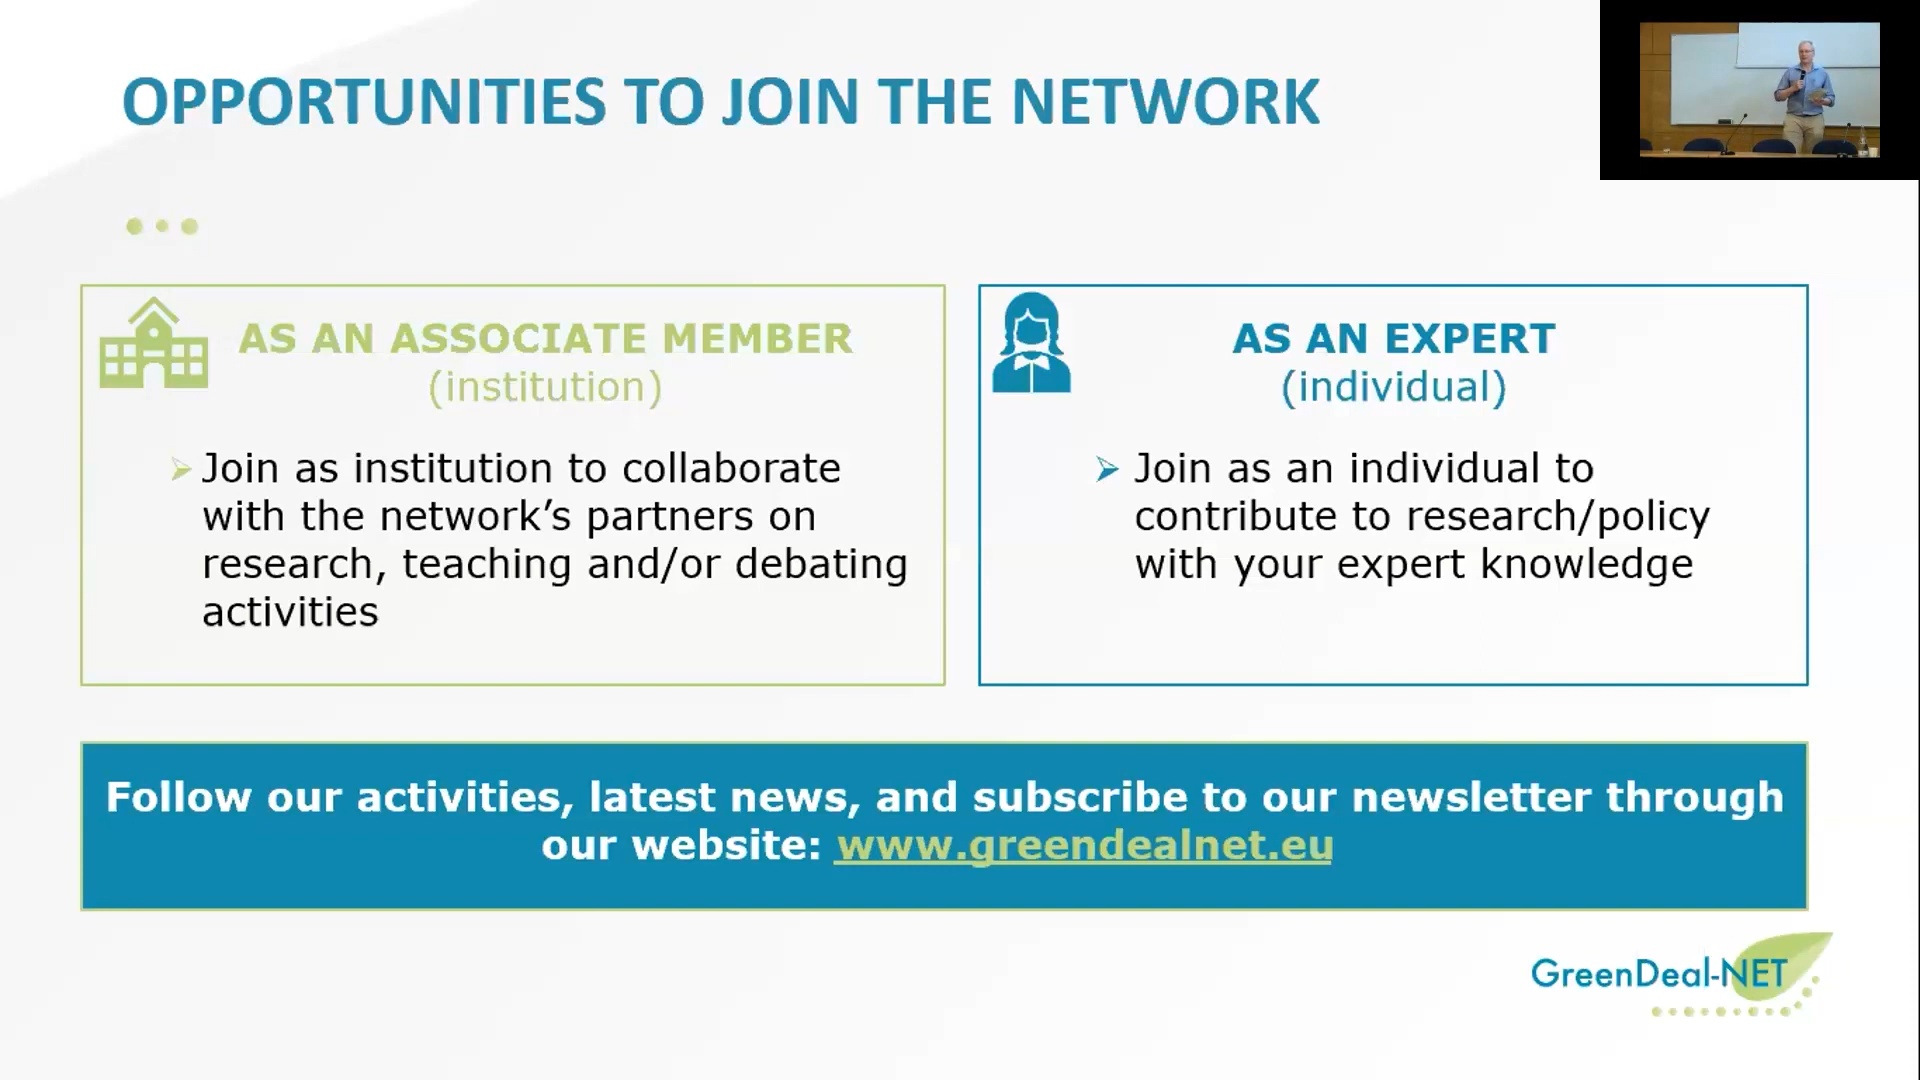 OPPORTUNITIES TO JOIN THE NETWORK
AS AN ASSOCIATE MEMBER
(institution)
Join as institution to collaborate
with the network’s partners on
research, teaching and/or debating
activities
AS AN EXPERT
(individual)
Join as an individual to
contribute to research/policy
with your expert knowledge
Follow our activities, latest news, and subscribe to our newsletter through
our website: www.greendealnet.eu
GreenDeal-NET